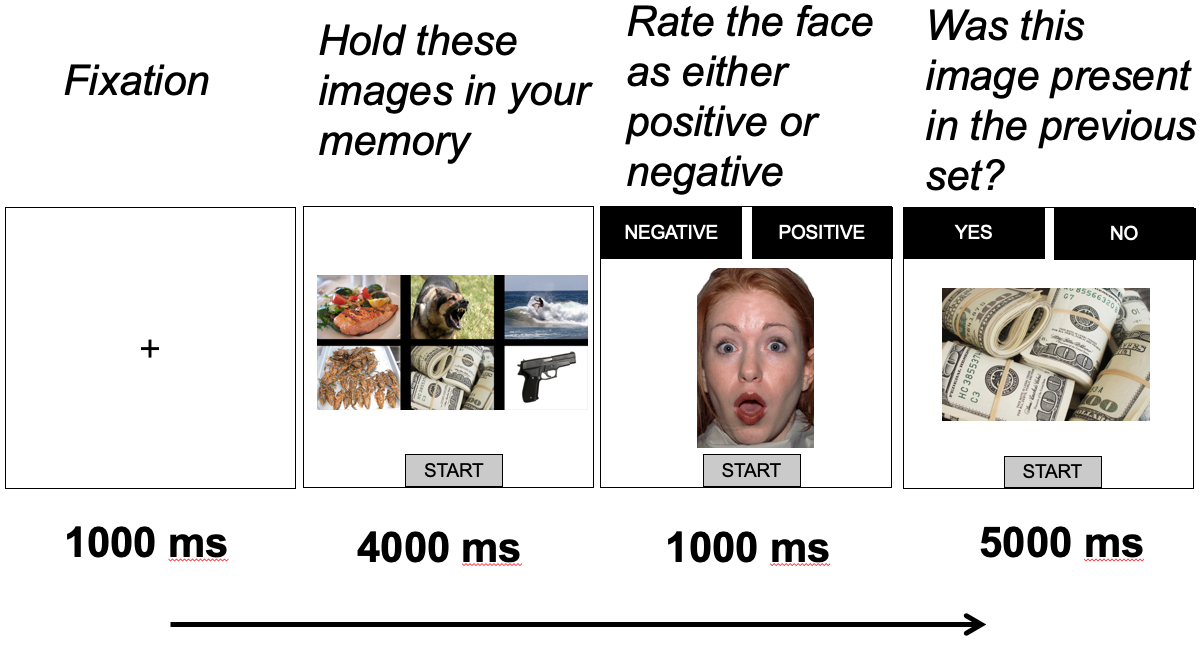 Fixation
Hold these
images in your
memory
Rate the face
as either
positive or
negative
Was this
image present
in the previous
set?
NEGATIVE
POSITIVE
YES
NO
+
START
START
START
1000 ms
4000 ms
1000 ms
5000 ms